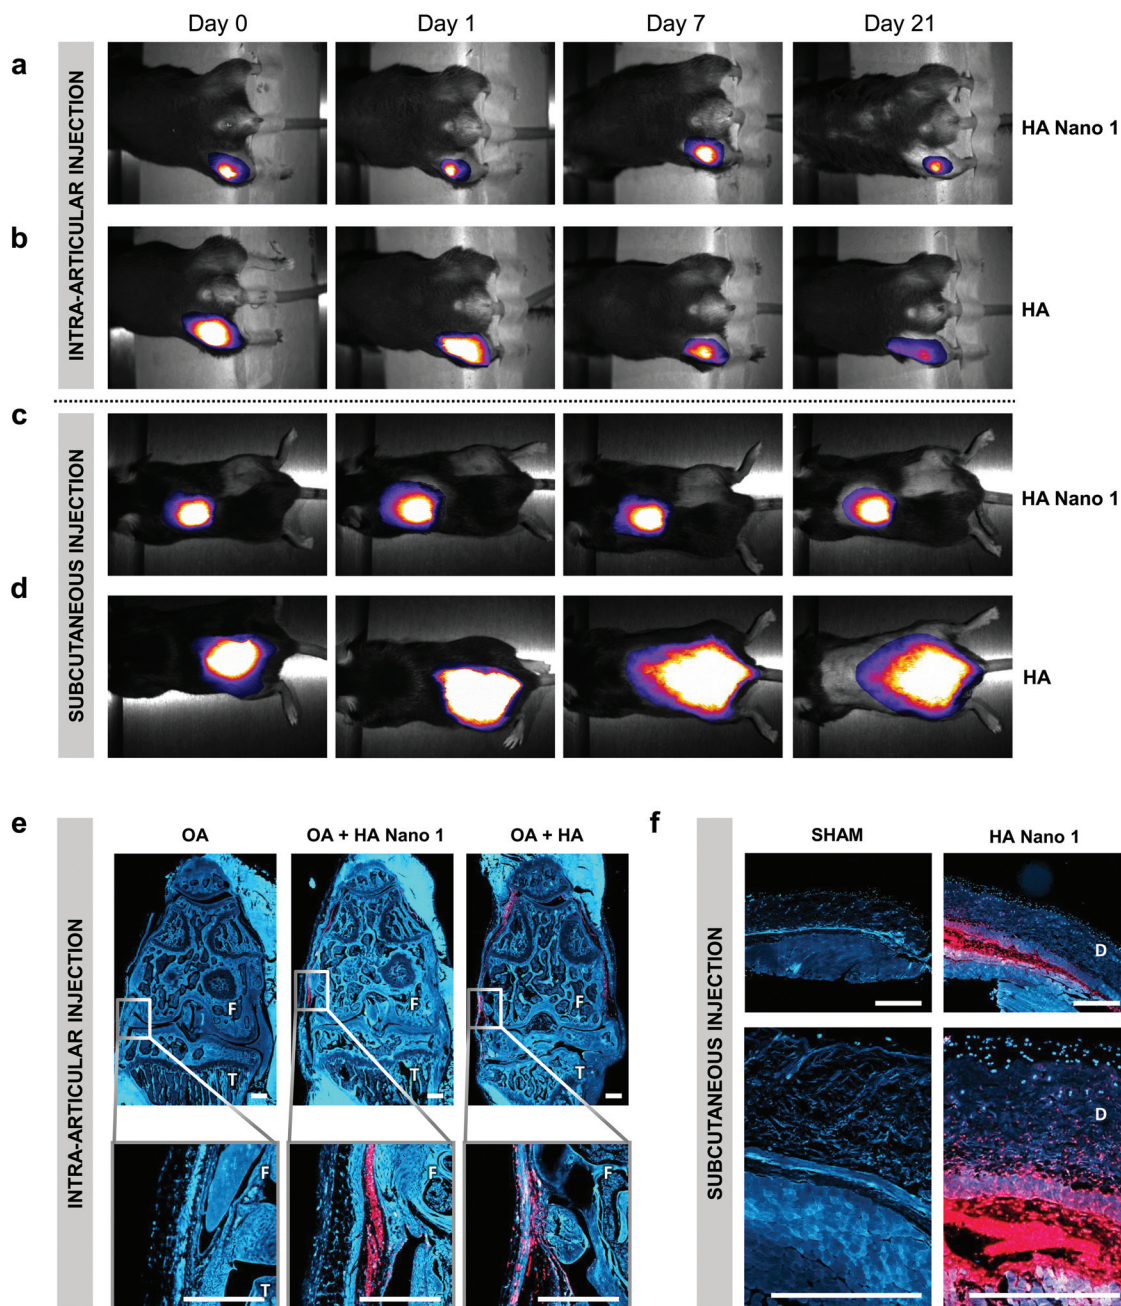 Day 0 Day 1 Day 7 Day 21
a
INTRA-ARTICULAR INJECTION
HA Nano 1
b
HA
c
SUBCUTANEOUS INJECTION
HA Nano 1
d
HA
e
INTRA-ARTICULAR INJECTION
OA OA + HA Nano 1 OA + HA
F F F
T T T
F F F
T
f
SUBCUTANEOUS INJECTION
SHAM HA Nano 1
D
D